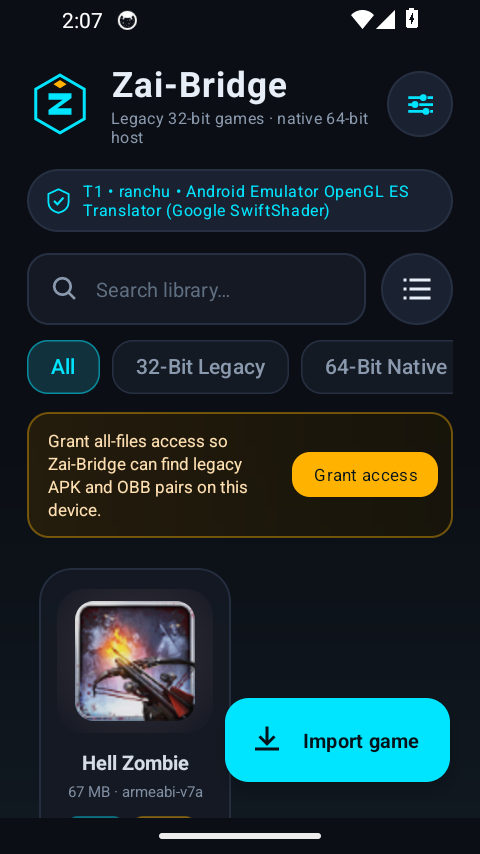 2:07
Zai-Bridge
Legacy 32-bit games · native 64-bit
host
T1 • ranchu • Android Emulator OpenGL ES
Translator (Google SwiftShader)
Search library…
All
32-Bit Legacy
64-Bit Native
Grant all-files access so
Zai-Bridge can find legacy
APK and OBB pairs on this
device.
Grant access
Hell Zombie
67 MB · armeabi-v7a
Import game